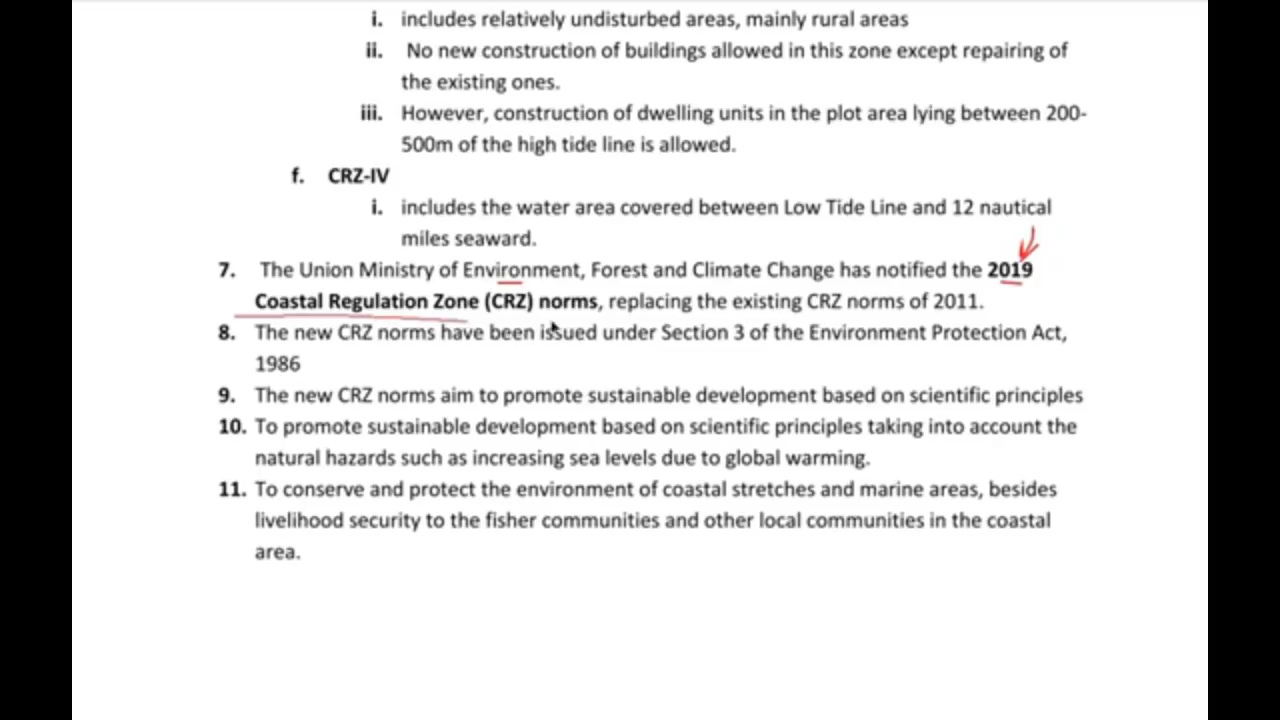 i. includes relatively undisturbed areas, mainly rural areas
ii. No new construction of buildings allowed in this zone except repairing of
the existing ones.
iii. However, construction of dwelling units in the plot area lying between 200-
500m of the high tide line is allowed.
f. CRZ-IV
i. includes the water area covered between Low Tide Line and 12 nautical
miles seaward.
7. The Union Ministry of Environment, Forest and Climate Change has notified the 2019
Coastal Regulation Zone (CRZ) norms, replacing the existing CRZ norms of 2011.
8. The new CRZ norms have been issued under Section 3 of the Environment Protection Act,
1986
9. The new CRZ norms aim to promote sustainable development based on scientific principles
10. To promote sustainable development based on scientific principles taking into account the
natural hazards such as increasing sea levels due to global warming.
11. To conserve and protect the environment of coastal stretches and marine areas, besides
livelihood security to the fisher communities and other local communities in the coastal
area.